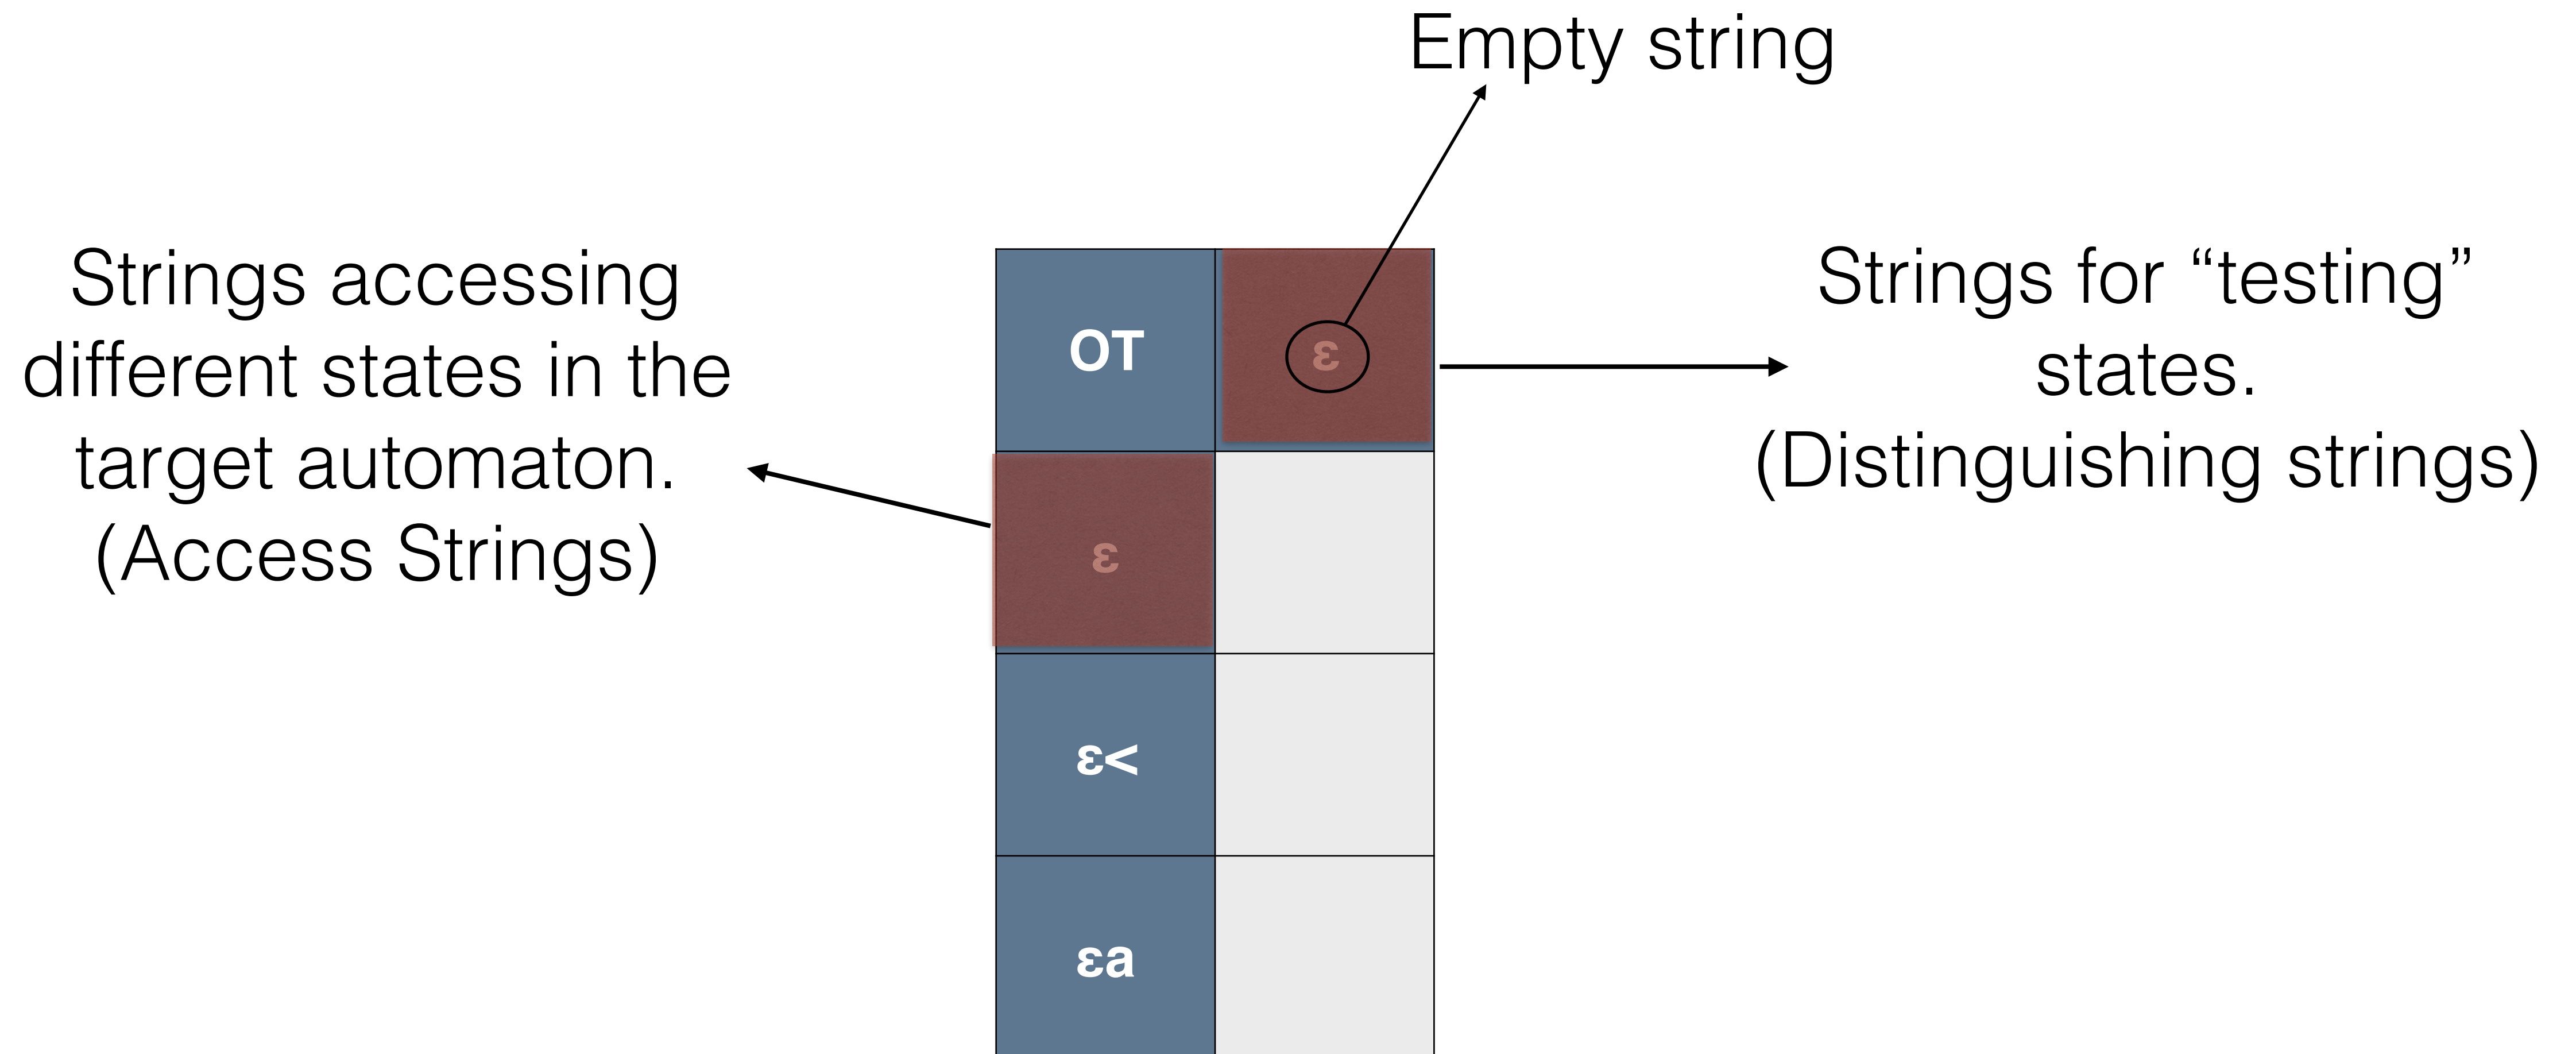 Empty string
Strings accessing
different states in the
target automaton.
(Access Strings)
OT
ε
Strings for “testing”
states.
(Distinguishing strings)
ε
ε<
εa